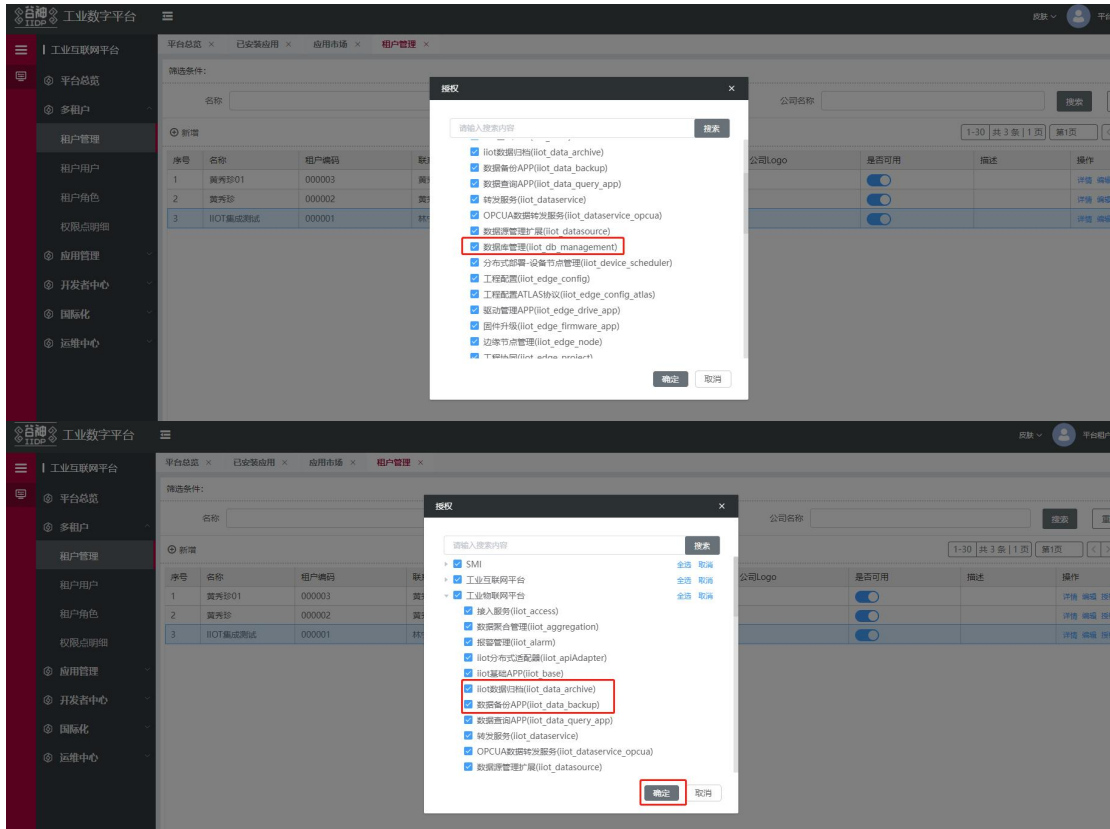 谷神 IIDP 工业数字平台
皮肤
工业互联网平台
平台总览 × 已安装应用 × 应用市场 × 租户管理 ×
平台总览
多租户
租户管理
租户用户
租户角色
权限点明细
应用管理
开发者中心
国际化
运维中心
筛选条件:
名称
公司名称
搜索
新增
1-30 共 3 条 1 页 第1页
序号 名称 租户编码 公司Logo 是否可用 描述 操作
1 黄秀珍01 000003 详情 编辑
2 黄秀珍 000002 详情 编辑
3 IIOT集成测试 000001 详情 编辑
授权 ×
请输入搜索内容 搜索
iiot数据归档(iiot_data_archive)
数据备份APP(iiot_data_backup)
数据查询APP(iiot_data_query_app)
转发服务(iiot_dataservice)
OPCUA数据转发服务(iiot_dataservice_opcua)
数据源管理扩展(iiot_datasource)
数据库管理(iiot_db_management)
分布式部署-设备节点管理(iiot_device_scheduler)
工程配置(iiot_edge_config)
工程配置ATLAS协议(iiot_edge_config_atlas)
驱动管理APP(iiot_edge_drive_app)
固件升级(iiot_edge_firmware_app)
边缘节点管理(iiot_edge_node)
工程协同(iiot_edge_project)
确定 取消
谷神 IIDP 工业数字平台
皮肤 平台租户
工业互联网平台
平台总览 × 已安装应用 × 应用市场 × 租户管理 ×
平台总览
多租户
租户管理
租户用户
租户角色
权限点明细
应用管理
开发者中心
国际化
运维中心
筛选条件:
名称
公司名称
搜索
新增
1-30 共 3 条 1 页 第1页
序号 名称 租户编码 公司Logo 是否可用 描述 操作
1 黄秀珍01 000003 详情 编辑
2 黄秀珍 000002 详情 编辑
3 IIOT集成测试 000001 详情 编辑
授权 ×
请输入搜索内容 搜索
SMI 全选 取消
工业互联网平台 全选 取消
工业物联网平台 全选 取消
接入服务(iiot_access)
数据聚合管理(iiot_aggregation)
报警管理(iiot_alarm)
iiot分布式适配器(iiot_apiAdapter)
iiot基础APP(iiot_base)
iiot数据归档(iiot_data_archive)
数据备份APP(iiot_data_backup)
数据查询APP(iiot_data_query_app)
转发服务(iiot_dataservice)
OPCUA数据转发服务(iiot_dataservice_opcua)
数据源管理扩展(iiot_datasource)
确定 取消